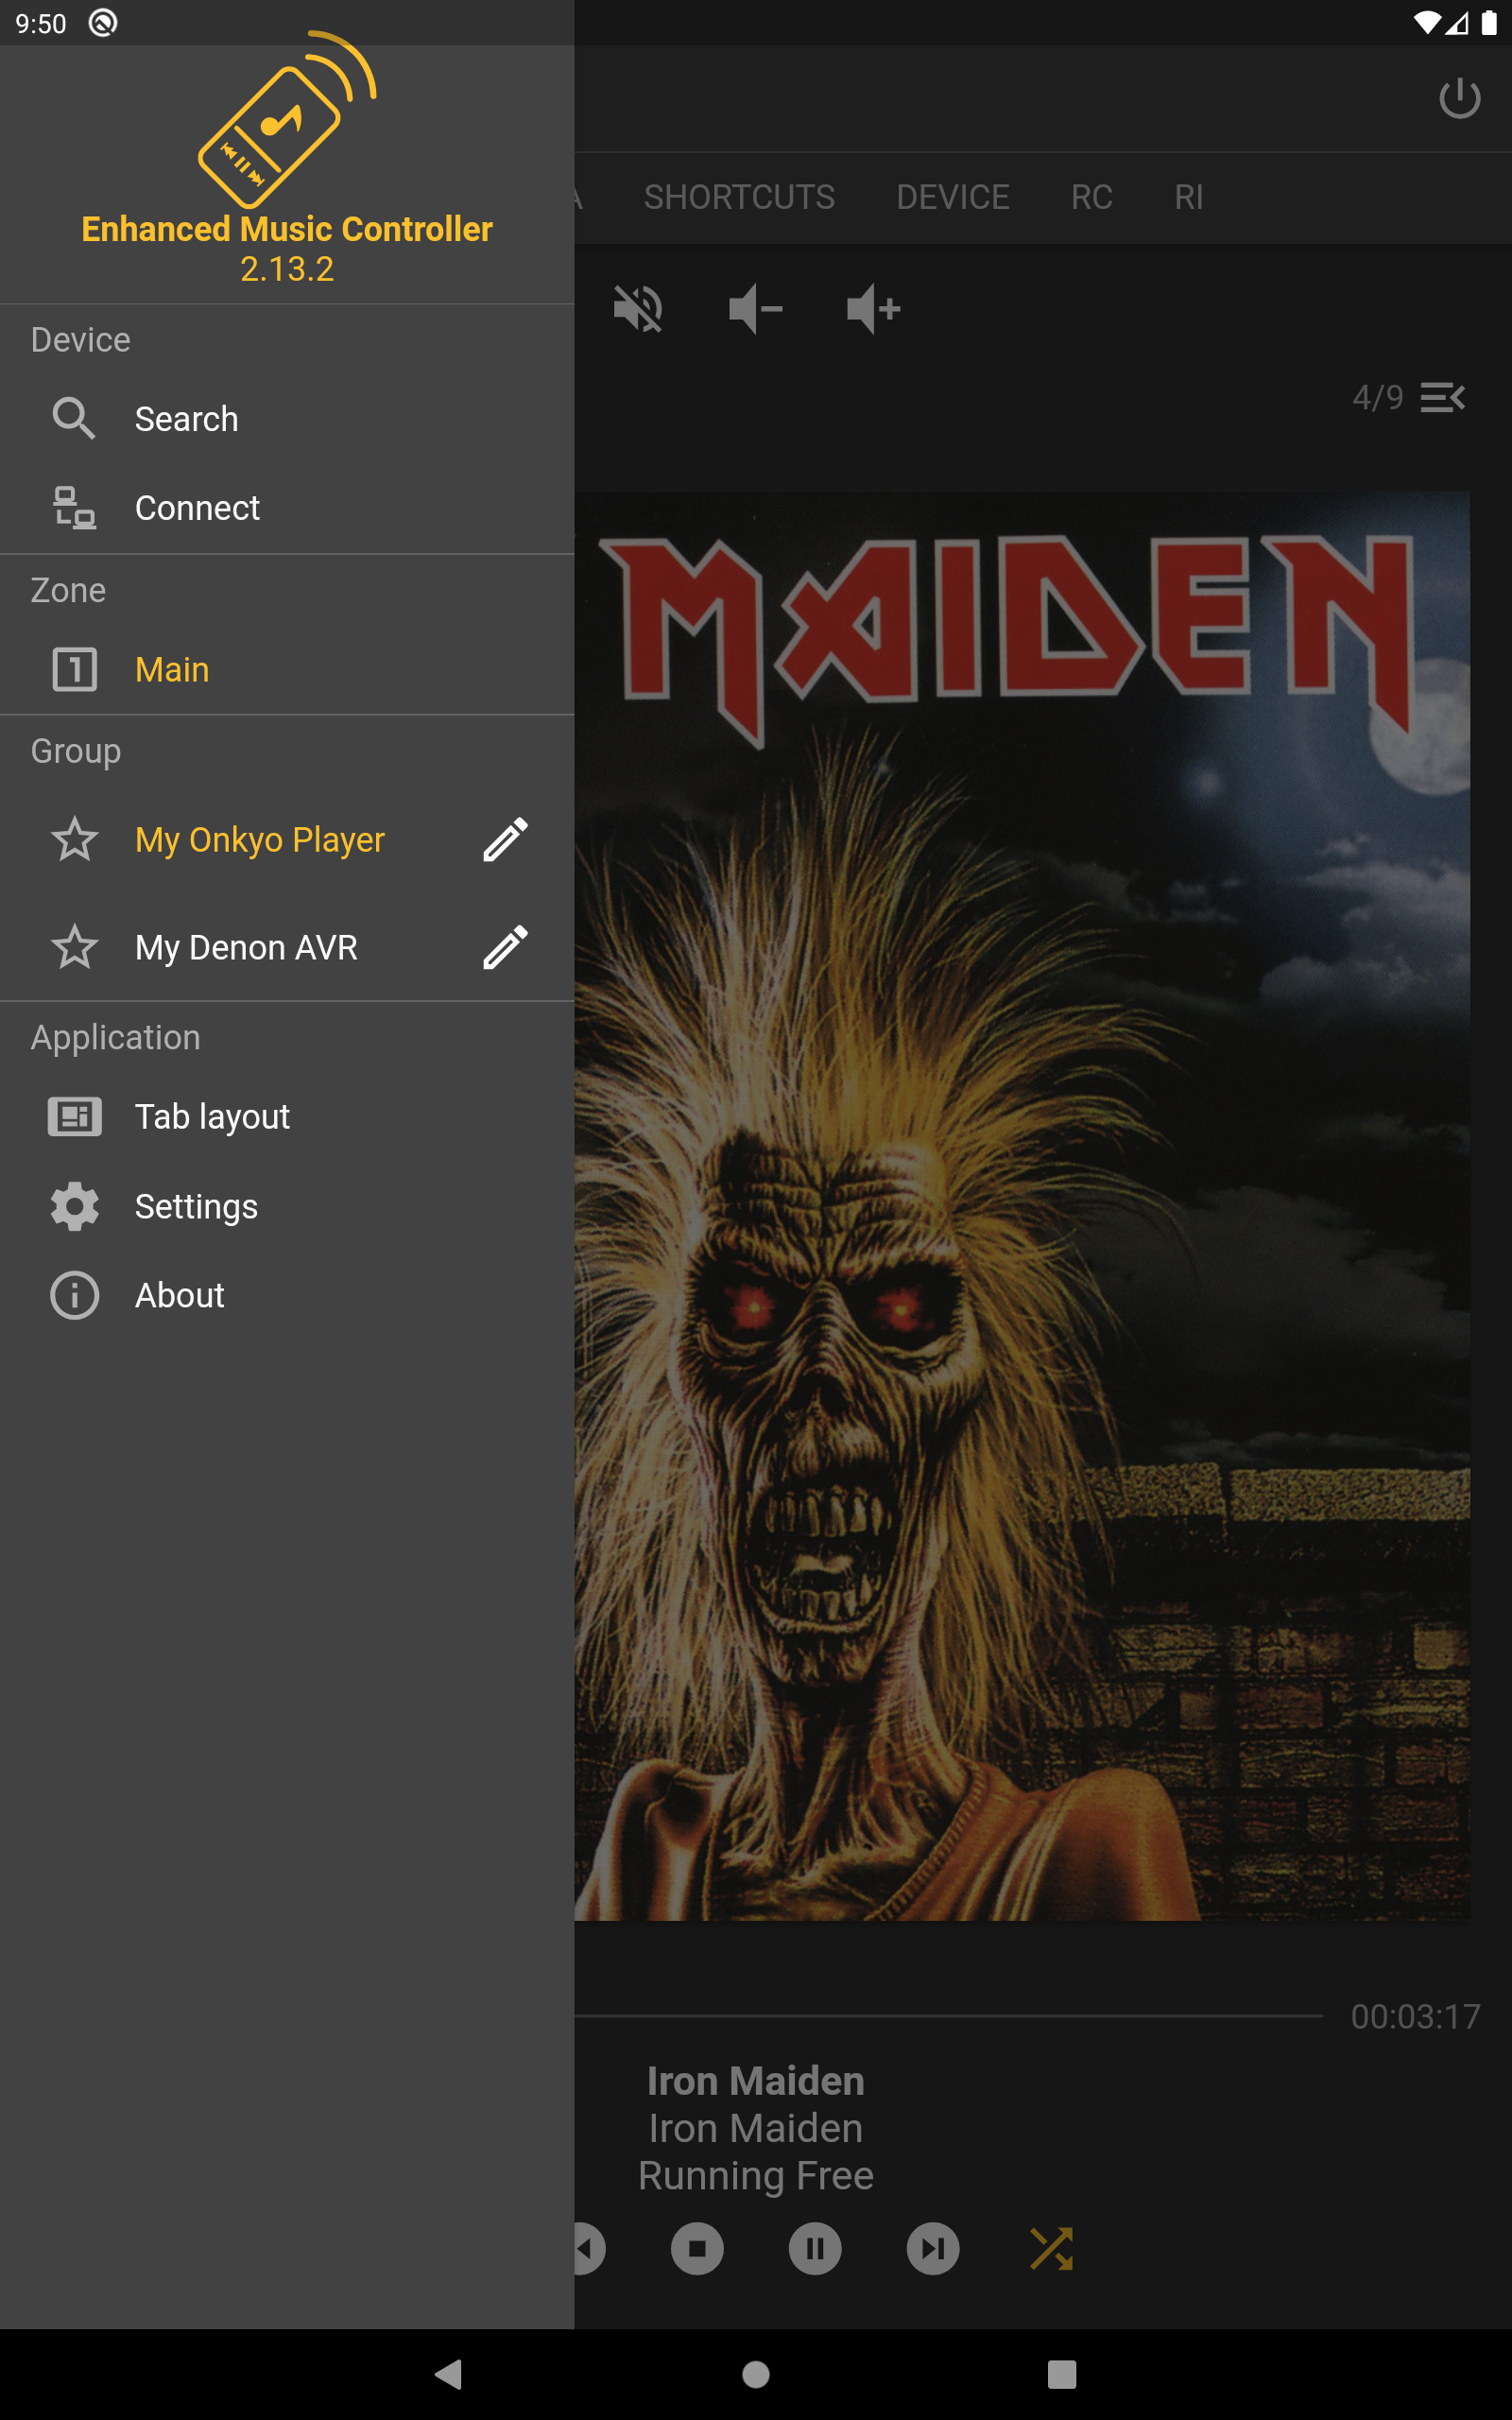 9:50
Enhanced Music Controller
2.13.2
Device
Search
Connect
Zone
1
Main
Group
My Onkyo Player
My Denon AVR
Application
Tab layout
Settings
About
SHORTCUTS DEVICE RC RI
4/9
MAIDEN
00:03:17
Iron Maiden
Iron Maiden
Running Free